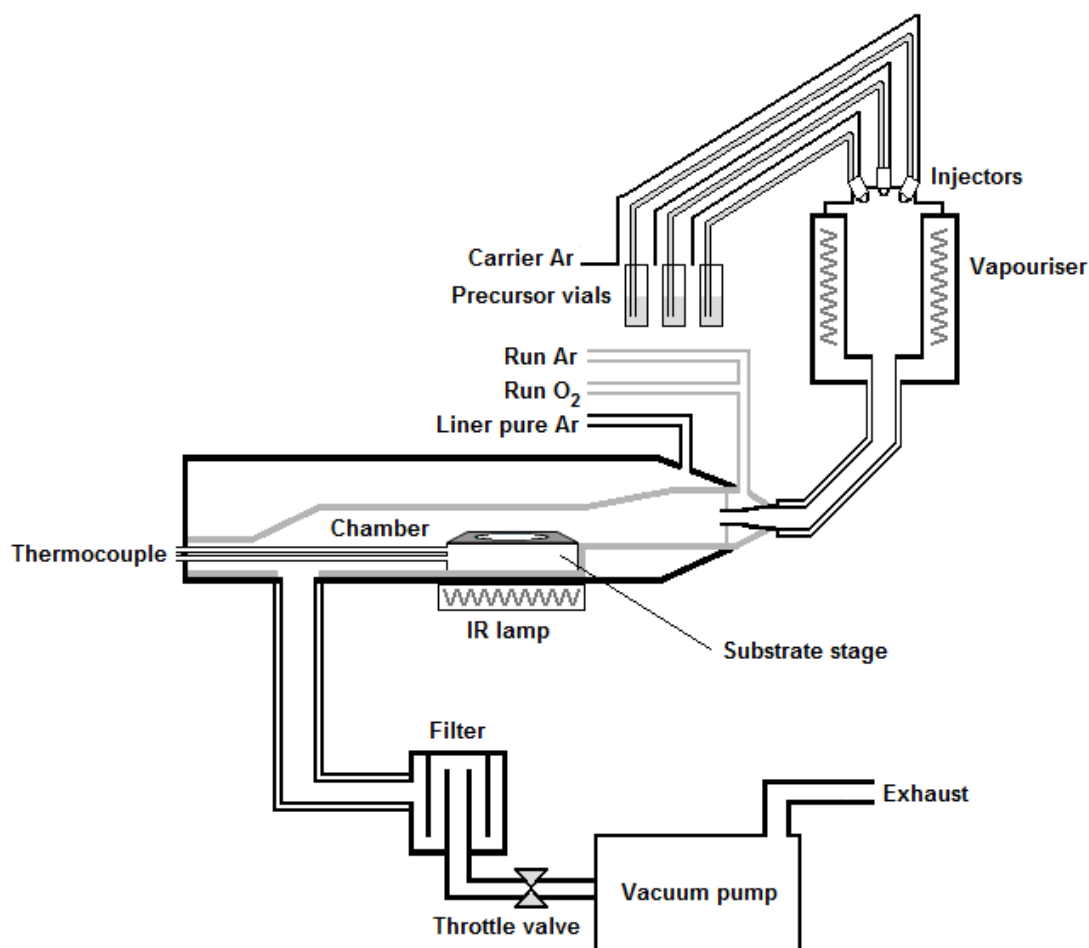 Injectors
Carrier Ar
Vapouriser
Precursor vials
Run Ar
Run O₂
Liner pure Ar
Chamber
Thermocouple
IR lamp
Substrate stage
Filter
Exhaust
Vacuum pump
Throttle valve